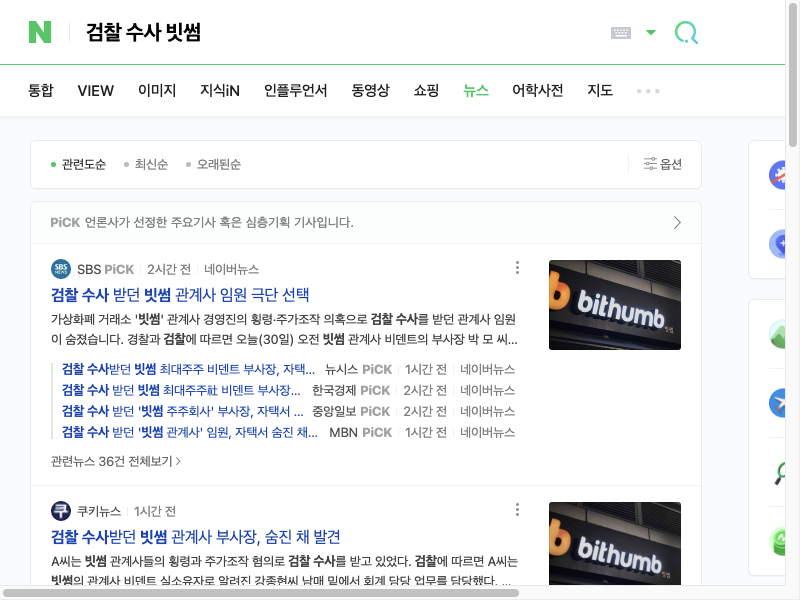 N
검찰 수사 빗썸
통합 VIEW 이미지 지식iN 인플루언서 동영상 쇼핑 뉴스 어학사전 지도
관련도순 최신순 오래된순 옵션
PiCK 언론사가 선정한 주요기사 혹은 심층기획 기사입니다.
SBS NEWS SBS PiCK 2시간 전 네이버뉴스
검찰 수사 받던 빗썸 관계사 임원 극단 선택
가상화폐 거래소 '빗썸' 관계사 경영진의 횡령·주가조작 의혹으로 검찰 수사를 받던 관계사 임원
이 숨졌습니다. 경찰과 검찰에 따르면 오늘(30일) 오전 빗썸 관계사 비덴트의 부사장 박 모 씨...
bithumb 빗썸
검찰 수사받던 빗썸 최대주주 비덴트 부사장, 자택... 뉴시스 PiCK 1시간 전 네이버뉴스
검찰 수사 받던 빗썸 최대주주社 비덴트 부사장... 한국경제 PiCK 2시간 전 네이버뉴스
검찰 수사 받던 '빗썸 주주회사' 부사장, 자택서 ... 중앙일보 PiCK 2시간 전 네이버뉴스
검찰 수사 받던 '빗썸 관계사' 임원, 자택서 숨진 채... MBN PiCK 1시간 전 네이버뉴스
관련뉴스 36건 전체보기
쿠 쿠키뉴스 1시간 전
검찰 수사받던 빗썸 관계사 부사장, 숨진 채 발견
A씨는 빗썸 관계사들의 횡령과 주가조작 혐의로 검찰 수사를 받고 있었다. 검찰에 따르면 A씨는
빗썸의 관계사 비덴트 실소유자로 알려진 강종현씨 남매 밑에서 회계 담당 업무를 담당했다. ...
bithumb 빗썸